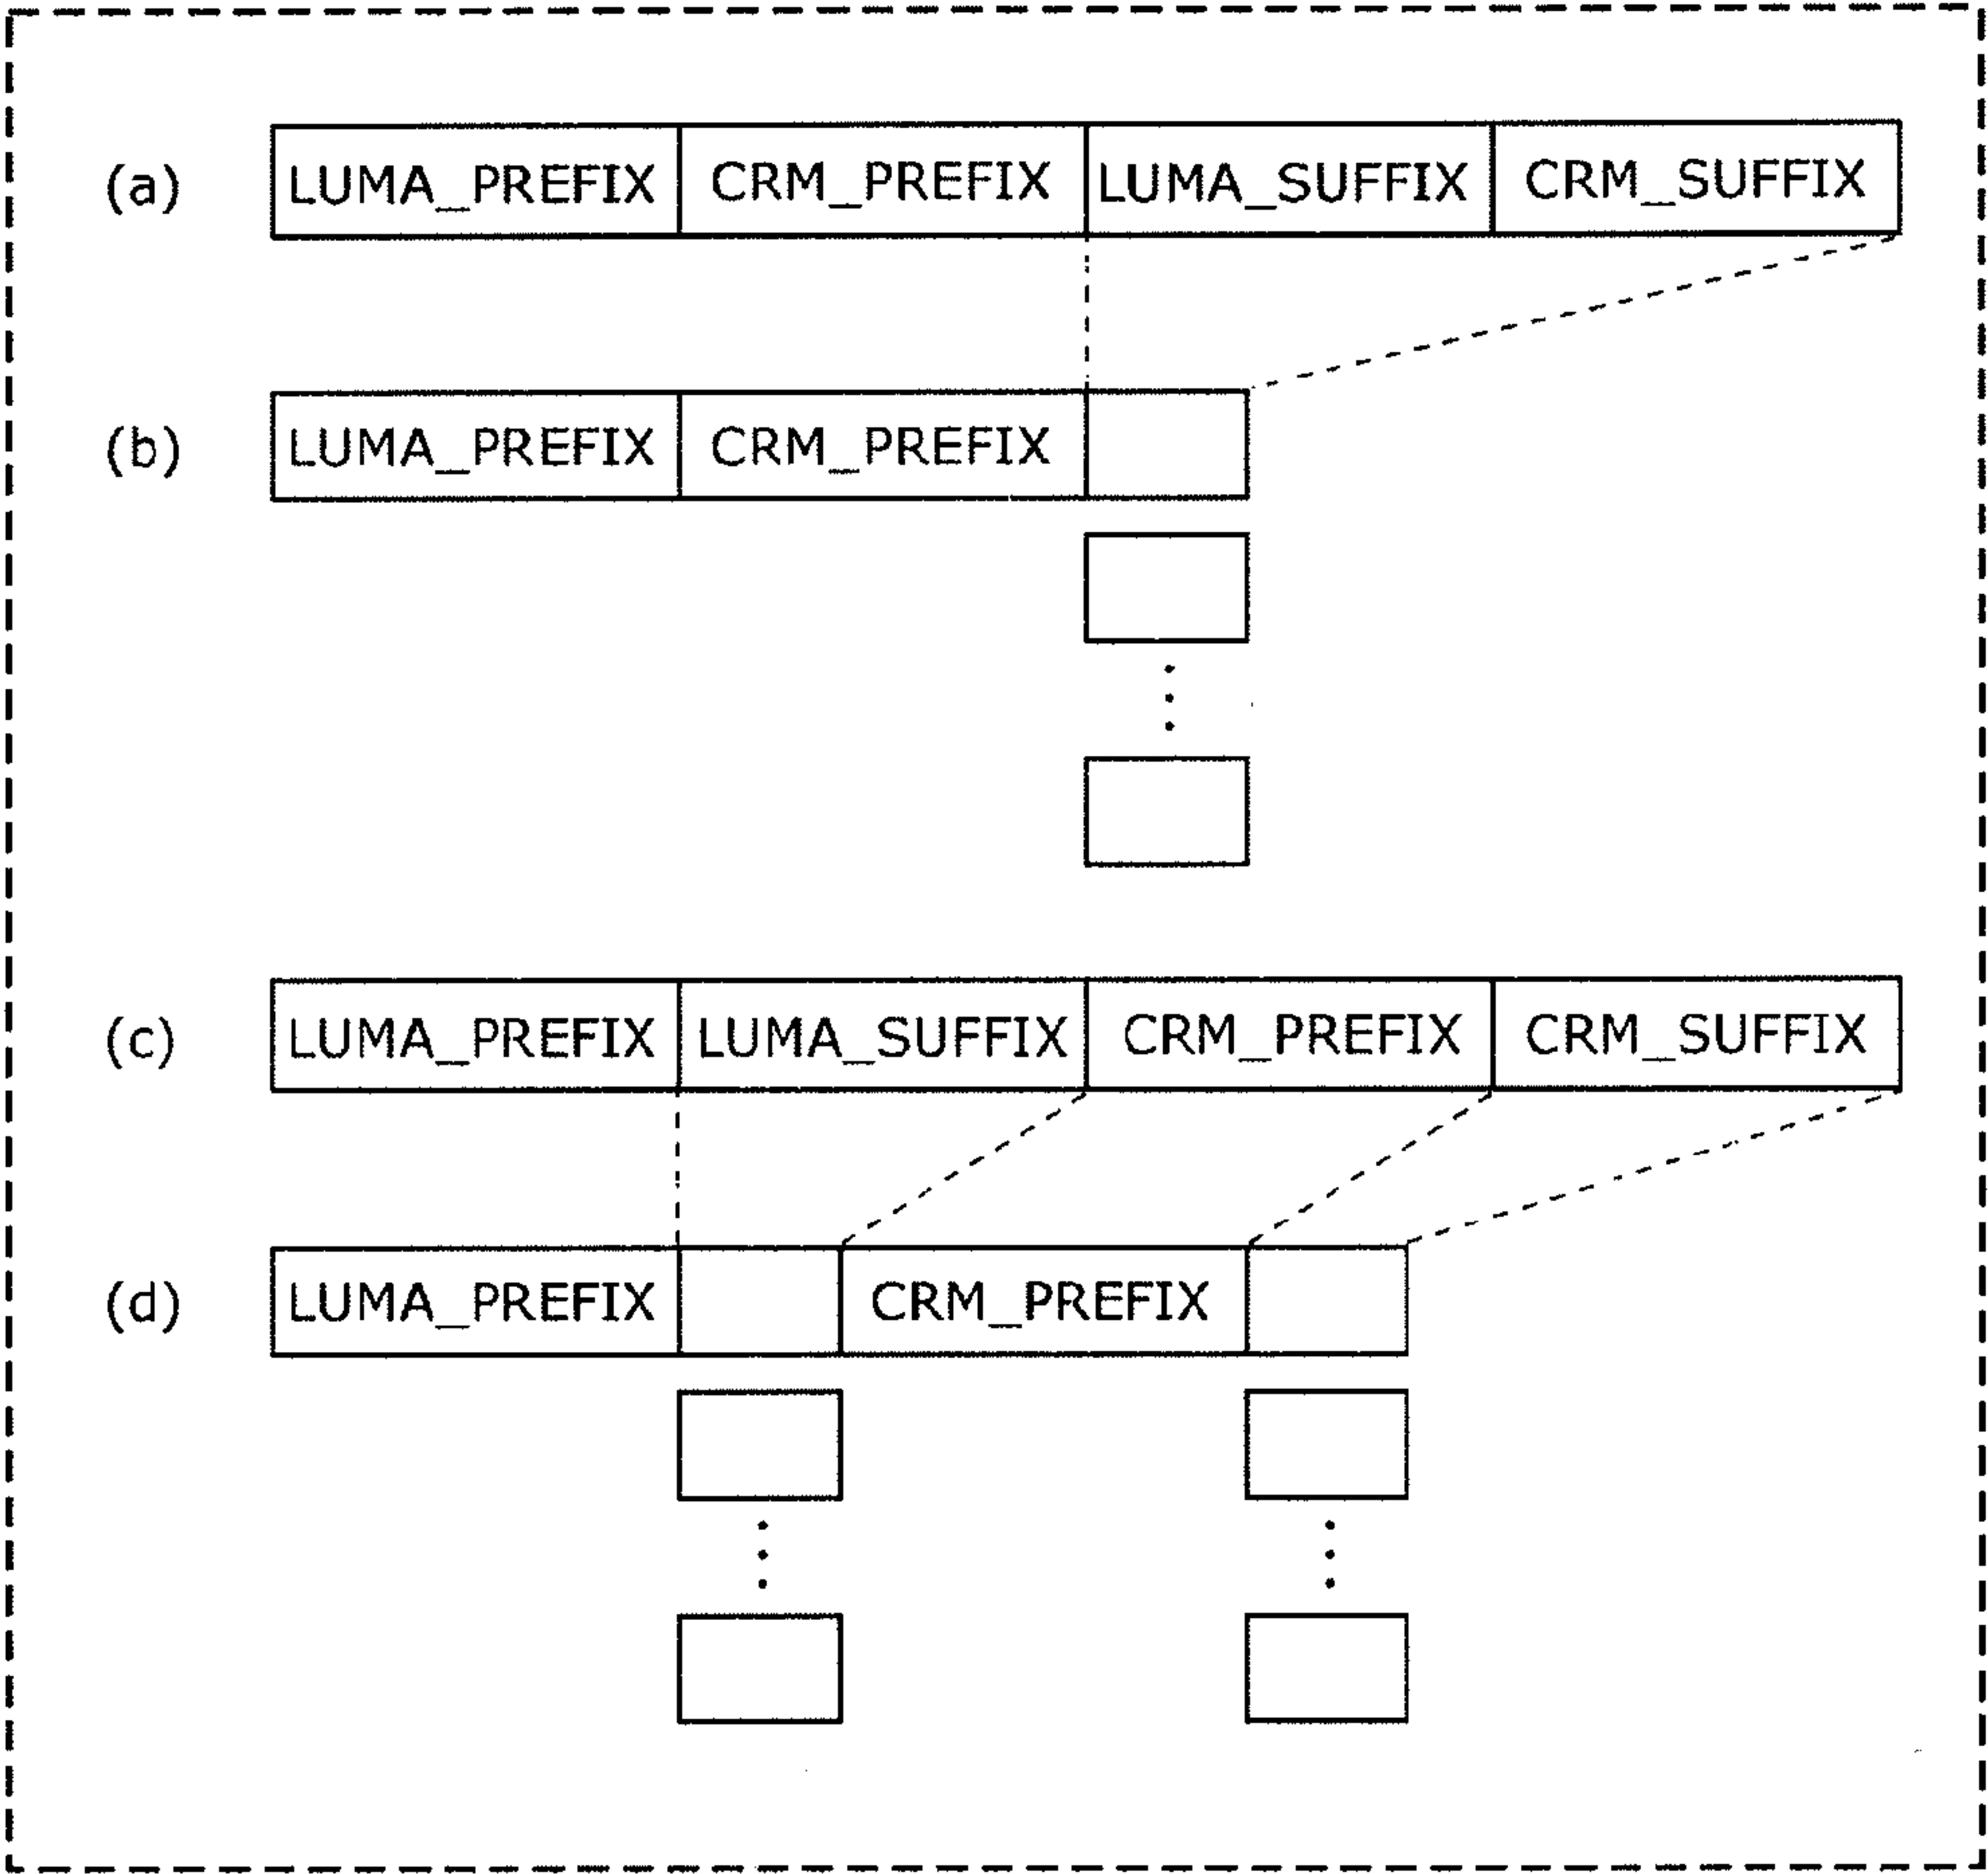 (a) LUMA_PREFIX CRM_PREFIX LUMA_SUFFIX CRM_SUFFIX
(b) LUMA_PREFIX CRM_PREFIX
(c) LUMA_PREFIX LUMA_SUFFIX CRM_PREFIX CRM_SUFFIX
(d) LUMA_PREFIX CRM_PREFIX